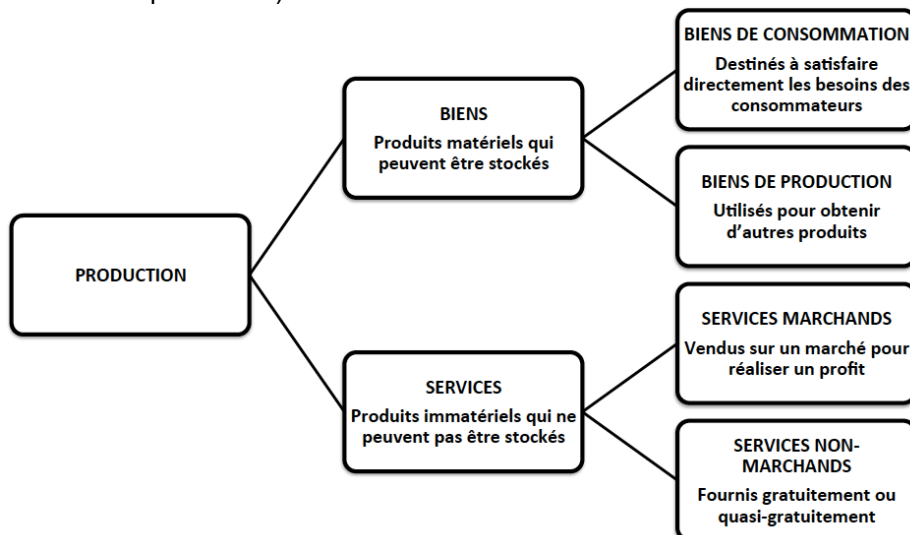 BIENS DE CONSOMMATION
Destinés à satisfaire
directement les besoins des
consommateurs
BIENS
Produits matériels qui
peuvent être stockés
BIENS DE PRODUCTION
Utilisés pour obtenir
d'autres produits
PRODUCTION
SERVICES MARCHANDS
Vendus sur un marché pour
réaliser un profit
SERVICES
Produits immatériels qui ne
peuvent pas être stockés
SERVICES NON-
MARCHANDS
Fournis gratuitement ou
quasi-gratuitement